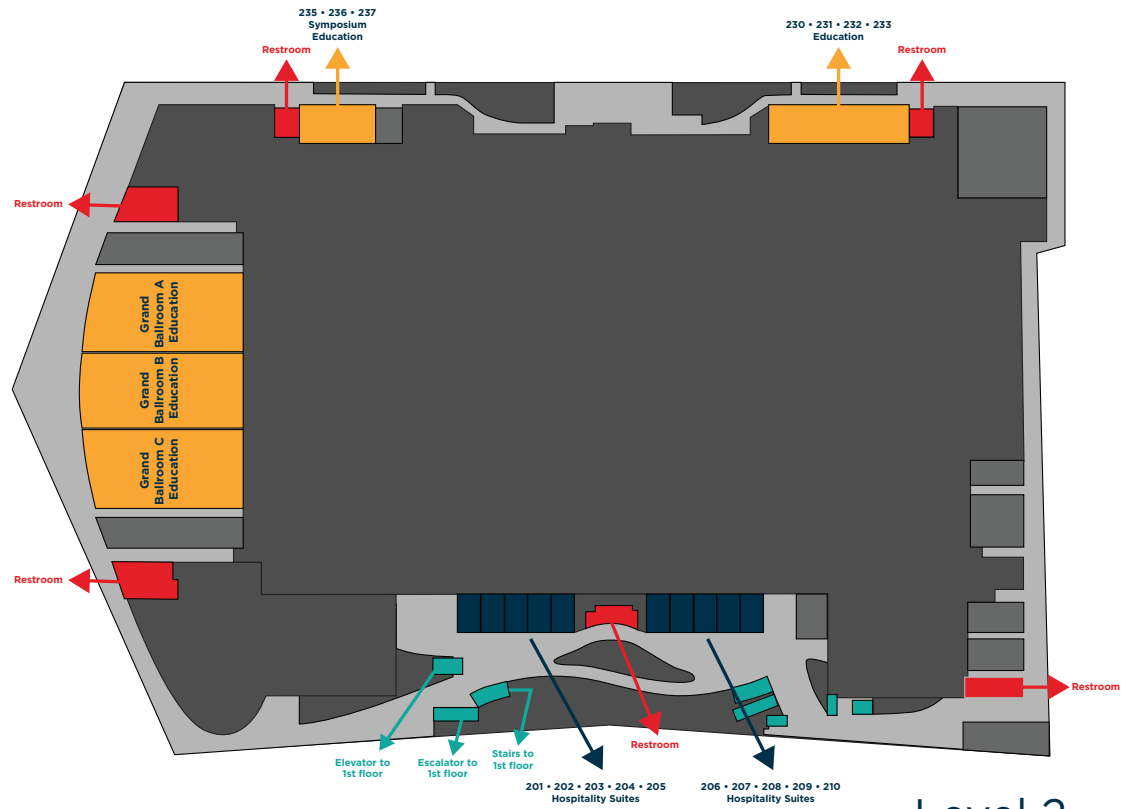 235 • 236 • 237
Symposium
Education
230 • 231 • 232 • 233
Education
Restroom
Restroom
Restroom
Grand
Ballroom A
Education
Grand
Ballroom B
Education
Grand
Ballroom C
Education
Restroom
Restroom
Restroom
Elevator to
1st floor
Escalator to
1st floor
Stairs to
1st floor
201 • 202 • 203 • 204 • 205
Hospitality Suites
206 • 207 • 208 • 209 • 210
Hospitality Suites
Level